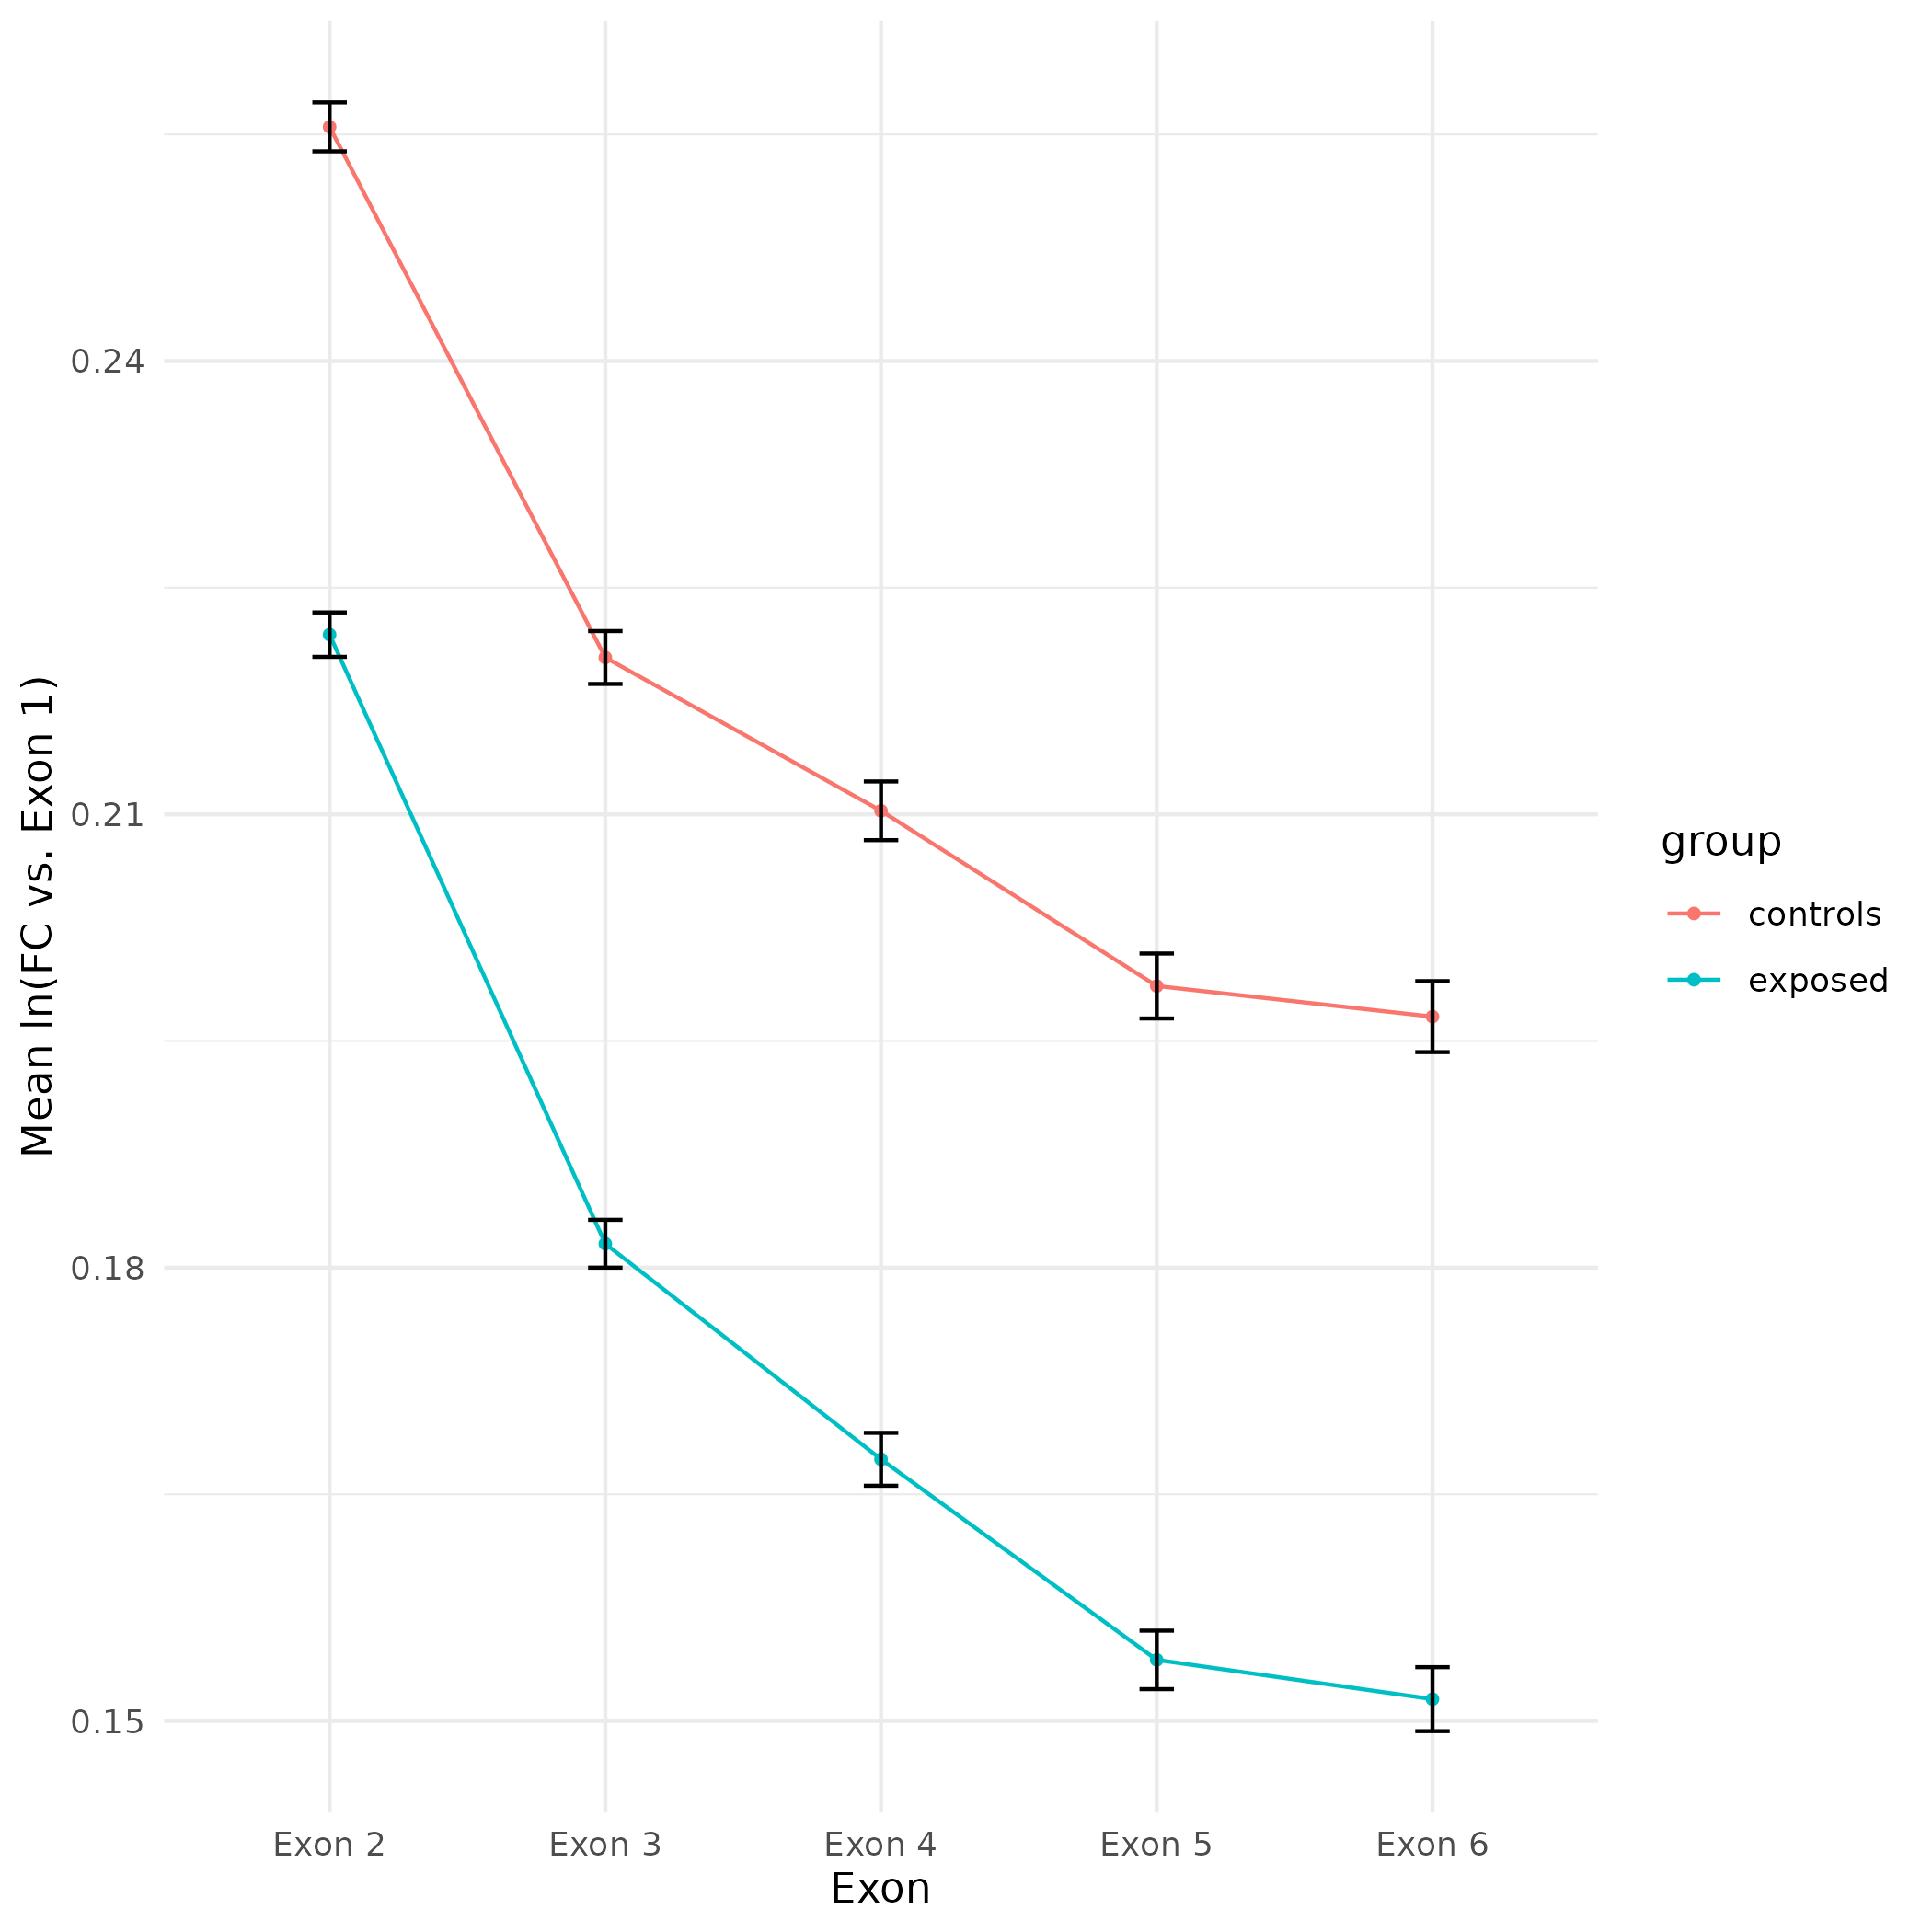 Mean ln(FC vs. Exon 1)
0.24
0.21
0.18
0.15
Exon 2
Exon 3
Exon 4
Exon 5
Exon 6
Exon
group
controls
exposed